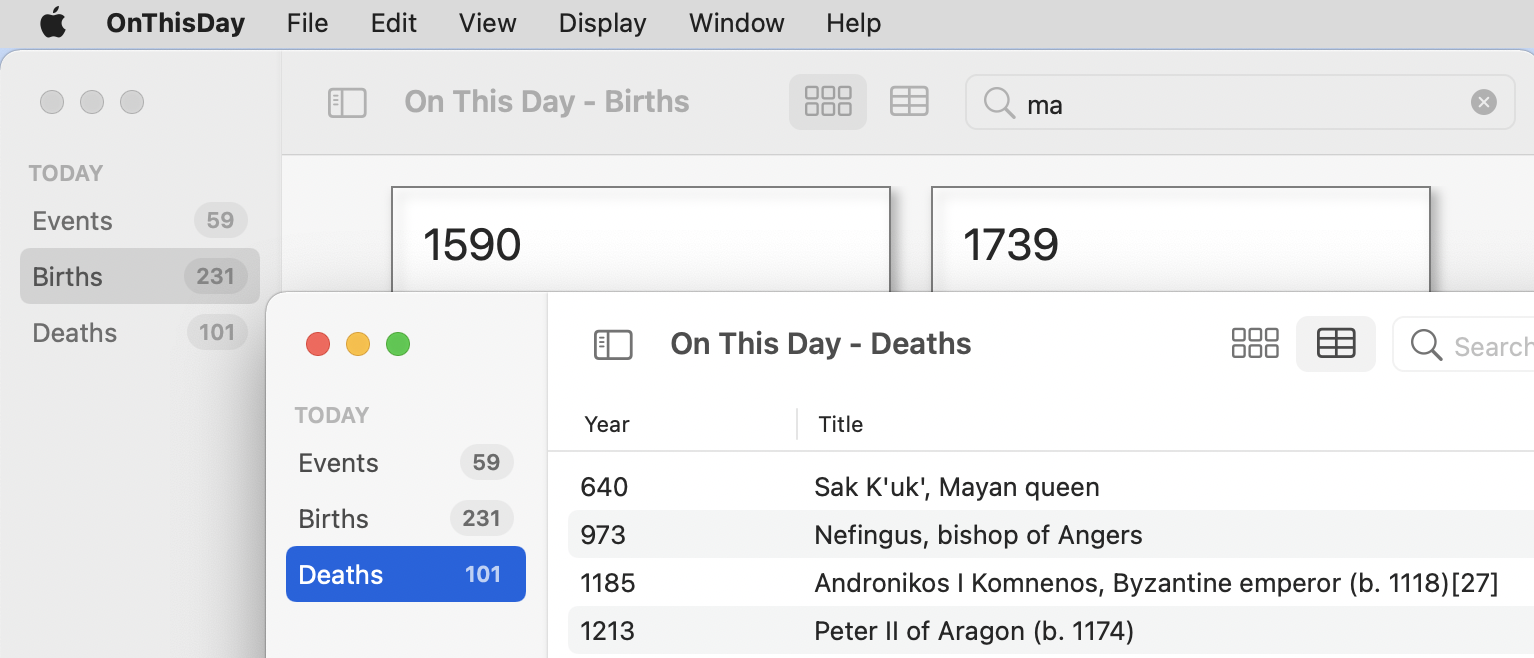 OnThisDay File Edit View Display Window Help
On This Day - Births
ma
TODAY
Events 59
Births 231
Deaths 101
1590
1739
On This Day - Deaths
Search
TODAY
Events 59
Births 231
Deaths 101
Year Title
640 Sak K'uk', Mayan queen
973 Nefingus, bishop of Angers
1185 Andronikos I Komnenos, Byzantine emperor (b. 1118)[27]
1213 Peter II of Aragon (b. 1174)